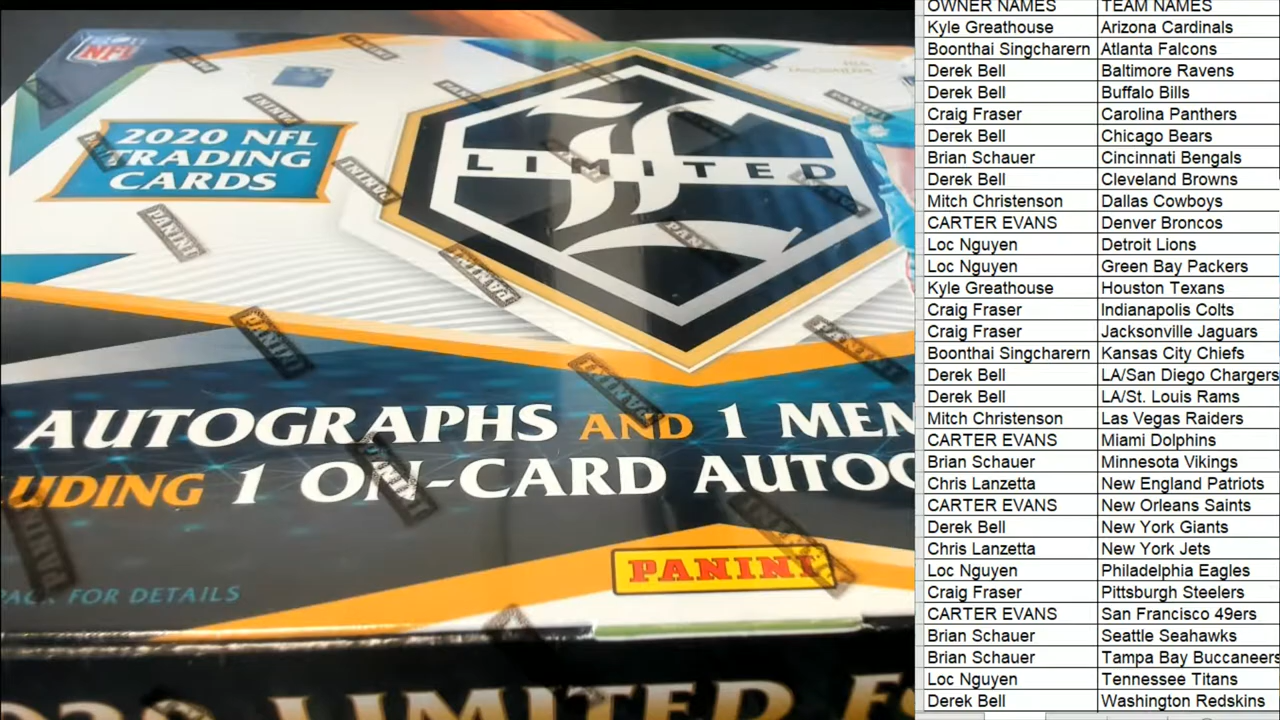 NFL
2020 NFL
TRADING
CARDS
LIMITED
AUTOGRAPHS AND 1 MEM
UDING 1 ON-CARD AUTOG
PANINI
PACK FOR DETAILS
LIMITED
OWNER NAMES TEAM NAMES
Kyle Greathouse Arizona Cardinals
Boonthai Singcharern Atlanta Falcons
Derek Bell Baltimore Ravens
Derek Bell Buffalo Bills
Craig Fraser Carolina Panthers
Derek Bell Chicago Bears
Brian Schauer Cincinnati Bengals
Derek Bell Cleveland Browns
Mitch Christenson Dallas Cowboys
CARTER EVANS Denver Broncos
Loc Nguyen Detroit Lions
Loc Nguyen Green Bay Packers
Kyle Greathouse Houston Texans
Craig Fraser Indianapolis Colts
Craig Fraser Jacksonville Jaguars
Boonthai Singcharern Kansas City Chiefs
Derek Bell LA/San Diego Chargers
Derek Bell LA/St. Louis Rams
Mitch Christenson Las Vegas Raiders
CARTER EVANS Miami Dolphins
Brian Schauer Minnesota Vikings
Chris Lanzetta New England Patriots
CARTER EVANS New Orleans Saints
Derek Bell New York Giants
Chris Lanzetta New York Jets
Loc Nguyen Philadelphia Eagles
Craig Fraser Pittsburgh Steelers
CARTER EVANS San Francisco 49ers
Brian Schauer Seattle Seahawks
Brian Schauer Tampa Bay Buccaneers
Loc Nguyen Tennessee Titans
Derek Bell Washington Redskins